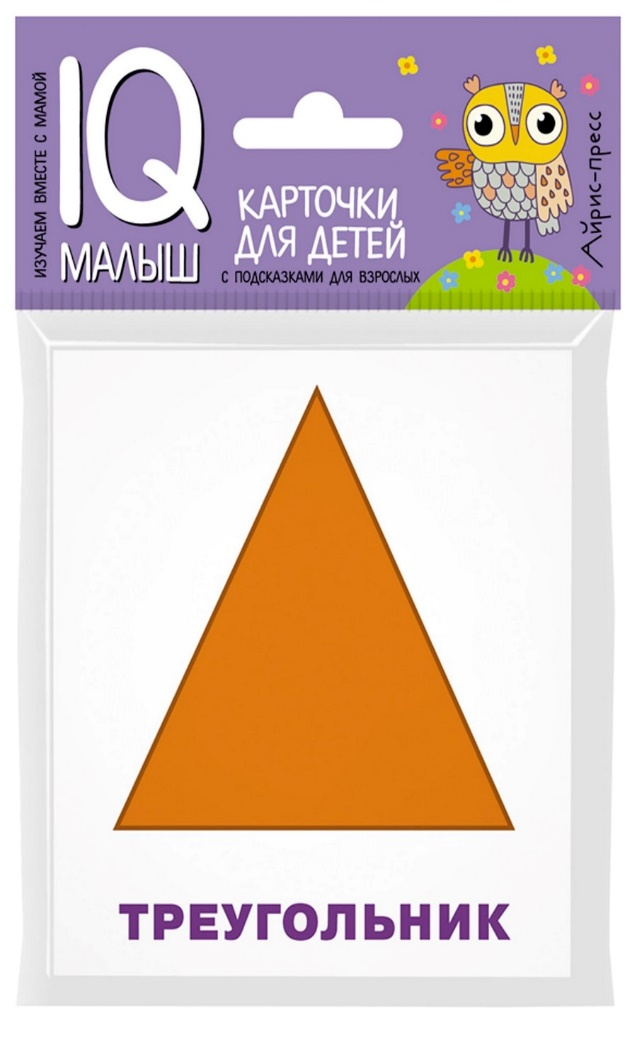 ИЗУЧАЕМ ВМЕСТЕ С МАМОЙ
IQ
МАЛЫШ
КАРТОЧКИ
ДЛЯ ДЕТЕЙ
С ПОДСКАЗКАМИ ДЛЯ ВЗРОСЛЫХ
Айрис-пресс
ТРЕУГОЛЬНИК